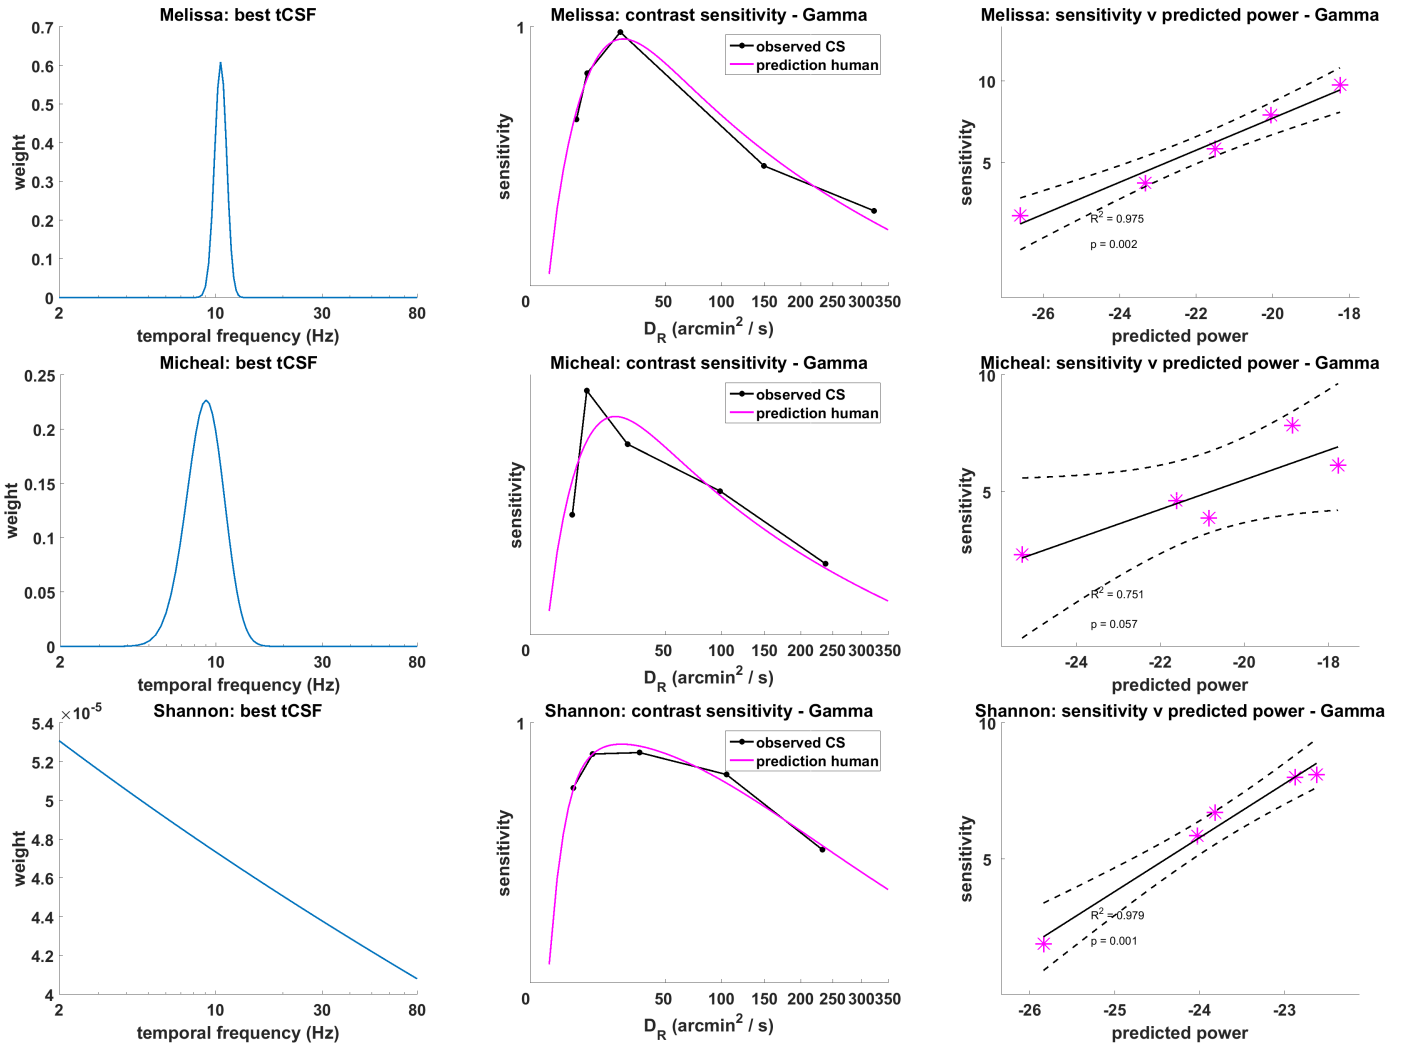 Melissa: best tCSF
0.7
0.6
0.5
0.4
0.3
0.2
0.1
0
weight
2 10 30 80
temporal frequency (Hz)
Melissa: contrast sensitivity - Gamma
1
sensitivity
observed CS
prediction human
0 50 100 150 200 250 300 350
D_R (arcmin² / s)
Melissa: sensitivity v predicted power - Gamma
10
5
sensitivity
R² = 0.975
p = 0.002
-26 -24 -22 -20 -18
predicted power
Micheal: best tCSF
0.25
0.2
0.15
0.1
0.05
0
weight
2 10 30 80
temporal frequency (Hz)
Micheal: contrast sensitivity - Gamma
sensitivity
observed CS
prediction human
0 50 100 150 200 250 300 350
D_R (arcmin² / s)
Micheal: sensitivity v predicted power - Gamma
10
5
sensitivity
R² = 0.751
p = 0.057
-24 -22 -20 -18
predicted power
Shannon: best tCSF
×10⁻⁵
5.4
5.2
5
4.8
4.6
4.4
4.2
4
weight
2 10 30 80
temporal frequency (Hz)
Shannon: contrast sensitivity - Gamma
1
sensitivity
observed CS
prediction human
0 50 100 150 200 250 300 350
D_R (arcmin² / s)
Shannon: sensitivity v predicted power - Gamma
10
5
sensitivity
R² = 0.979
p = 0.001
-26 -25 -24 -23
predicted power